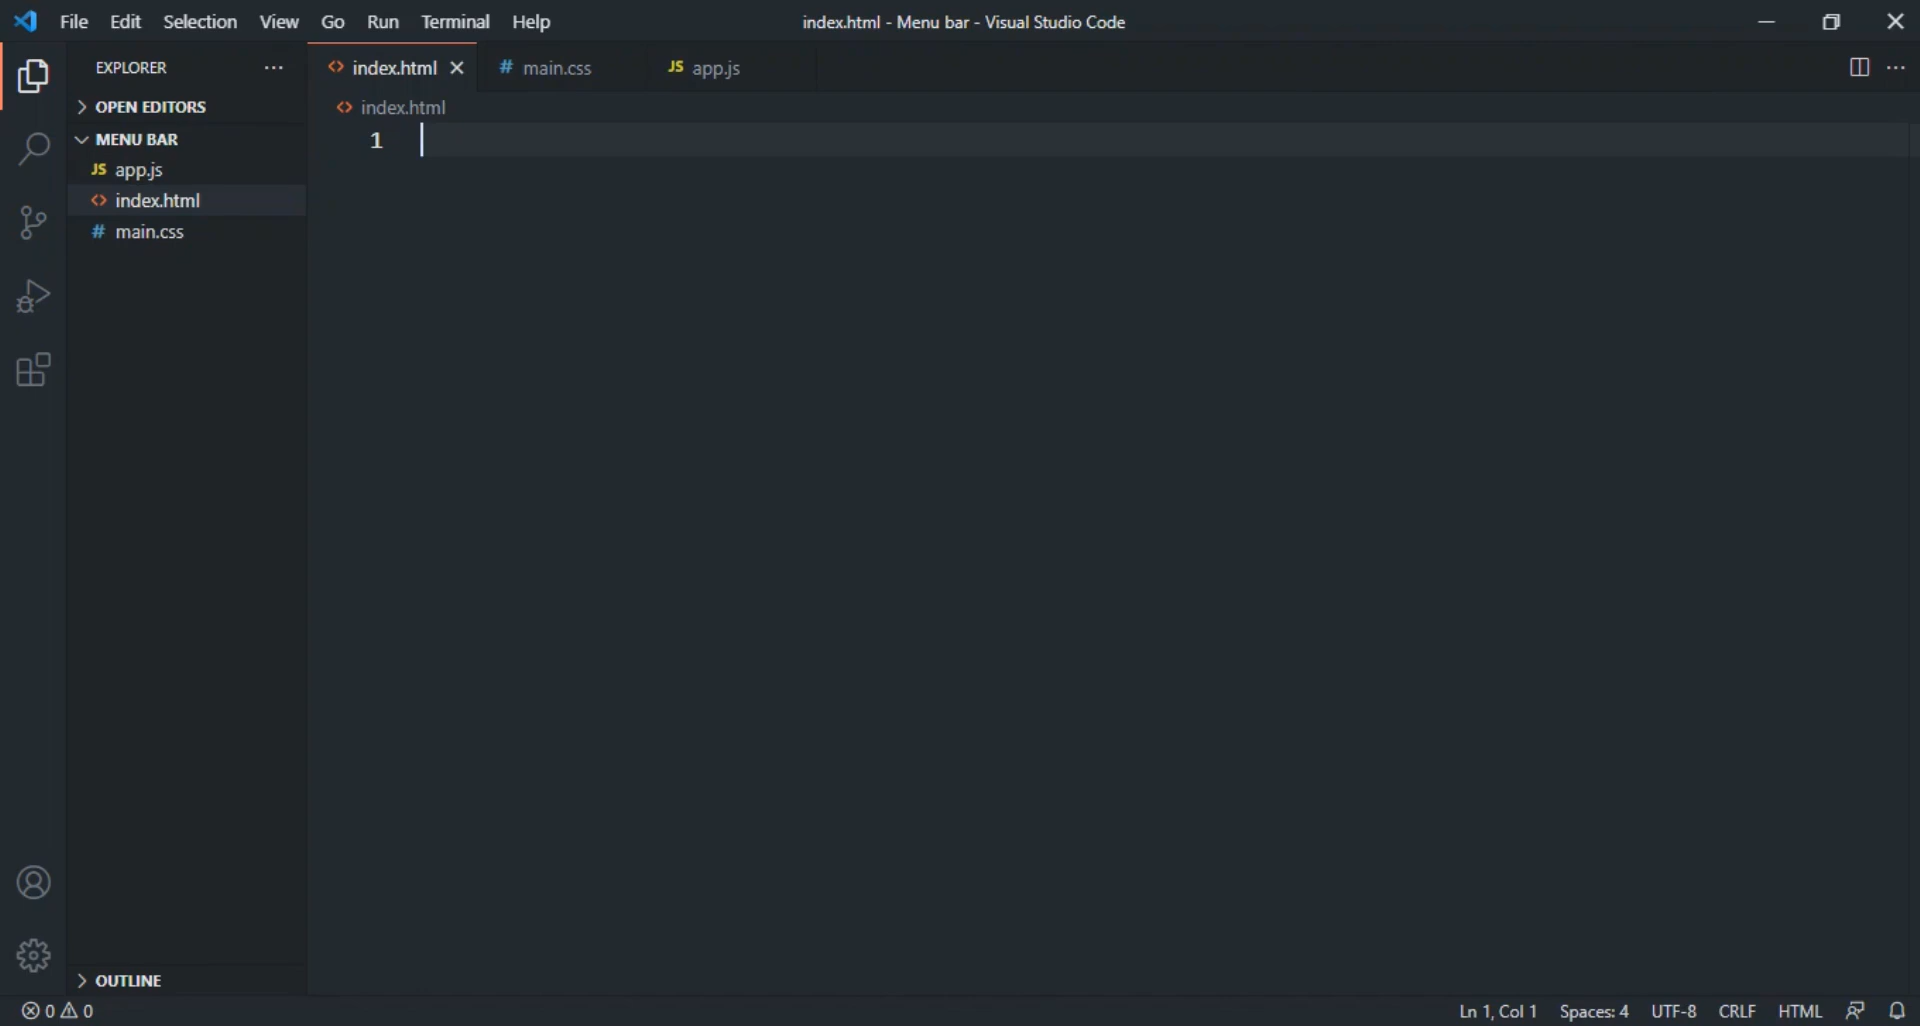 File Edit Selection View Go Run Terminal Help index.html - Menu bar - Visual Studio Code
EXPLORER
index.html
# main.css
JS app.js
OPEN EDITORS
index.html
MENU BAR
JS app.js
index.html
# main.css
1
OUTLINE
0 0
Ln 1, Col 1 Spaces: 4 UTF-8 CRLF HTML